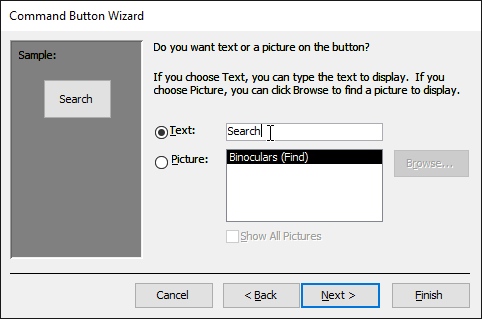 Command Button Wizard
Sample:
Search
Do you want text or a picture on the button?
If you choose Text, you can type the text to display.  If you
choose Picture, you can click Browse to find a picture to display.
Text:
Search
Picture:
Binoculars (Find)
Browse...
Show All Pictures
Cancel
< Back
Next >
Finish